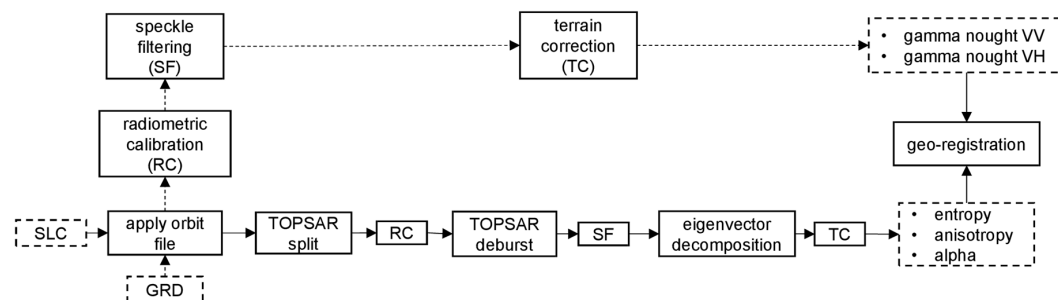 speckle
filtering
(SF)
terrain
correction
(TC)
• gamma nought VV
• gamma nought VH
radiometric
calibration
(RC)
geo-registration
SLC
apply orbit
file
TOPSAR
split
RC
TOPSAR
deburst
SF
eigenvector
decomposition
TC
• entropy
• anisotropy
• alpha
GRD